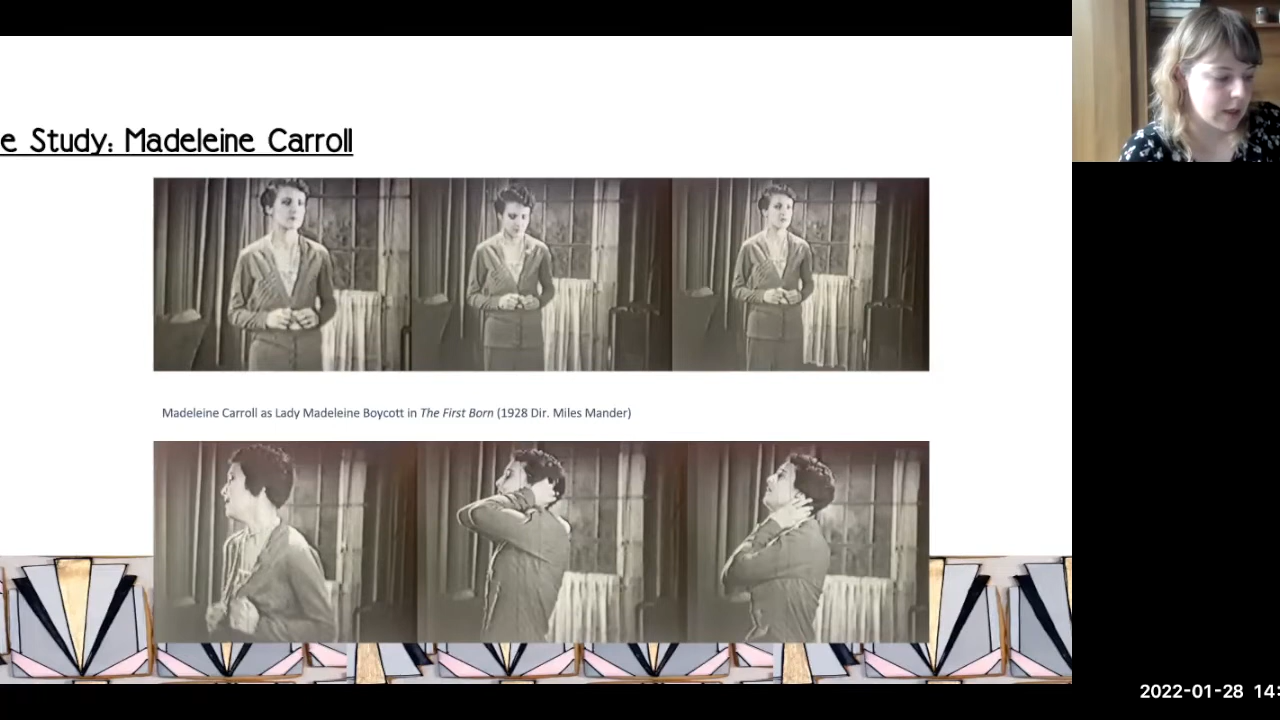 e Study: Madeleine Carroll
Madeleine Carroll as Lady Madeleine Boycott in The First Born (1928 Dir. Miles Mander)
2022-01-28 14: